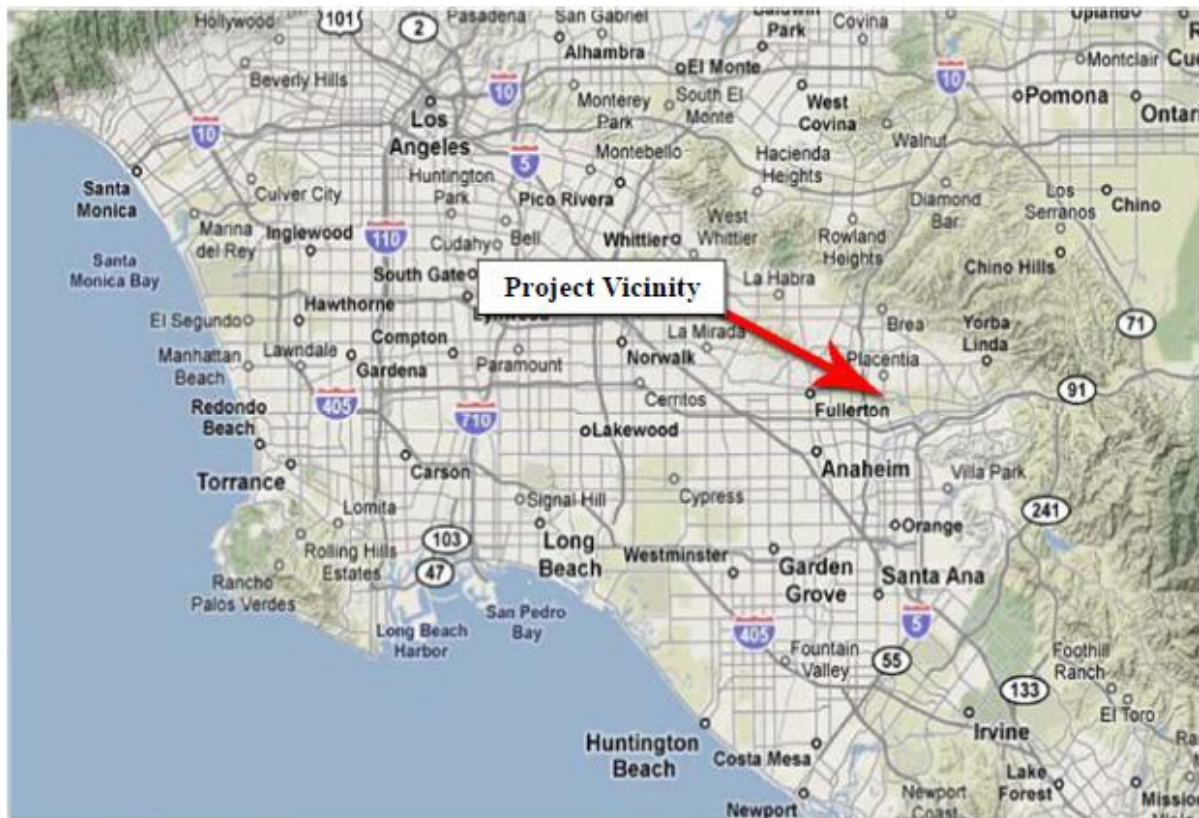 Hollywood
101
2
Pasadena
San Gabriel
Baldwin
Park
Covina
Upland
Montclair
Beverly Hills
Alhambra
El Monte
10
Monterey
Park
South El
Monte
West
Covina
10
Pomona
Ontari
10
Los
Angeles
5
Walnut
Santa
Monica
Culver City
Huntington
Park
Montebello
Hacienda
Heights
Pico Rivera
Diamond
Bar
Los
Serranos
Chino
Marina
del Rey
Inglewood
110
Cudahy
Bell
Whittier
West
Whittier
Rowland
Heights
Santa
Monica Bay
South Gate
La Habra
Chino Hills
Project Vicinity
Hawthorne
El Segundo
Brea
Yorba
Linda
71
Compton
Paramount
La Mirada
Norwalk
Placentia
Manhattan
Beach
Lawndale
Gardena
Cerritos
91
Redondo
Beach
405
710
Lakewood
Fullerton
Torrance
Carson
Anaheim
Villa Park
Lomita
Signal Hill
Cypress
241
Rolling Hills
Estates
103
47
Long
Beach
Westminster
Orange
Garden
Grove
Santa Ana
Rancho
Palos Verdes
Long Beach
Harbor
San Pedro
Bay
405
5
Fountain
Valley
55
Foothill
Ranch
133
El Toro
Irvine
Huntington
Beach
Costa Mesa
Lake
Forest
Mission
Newport
Newport
Coast